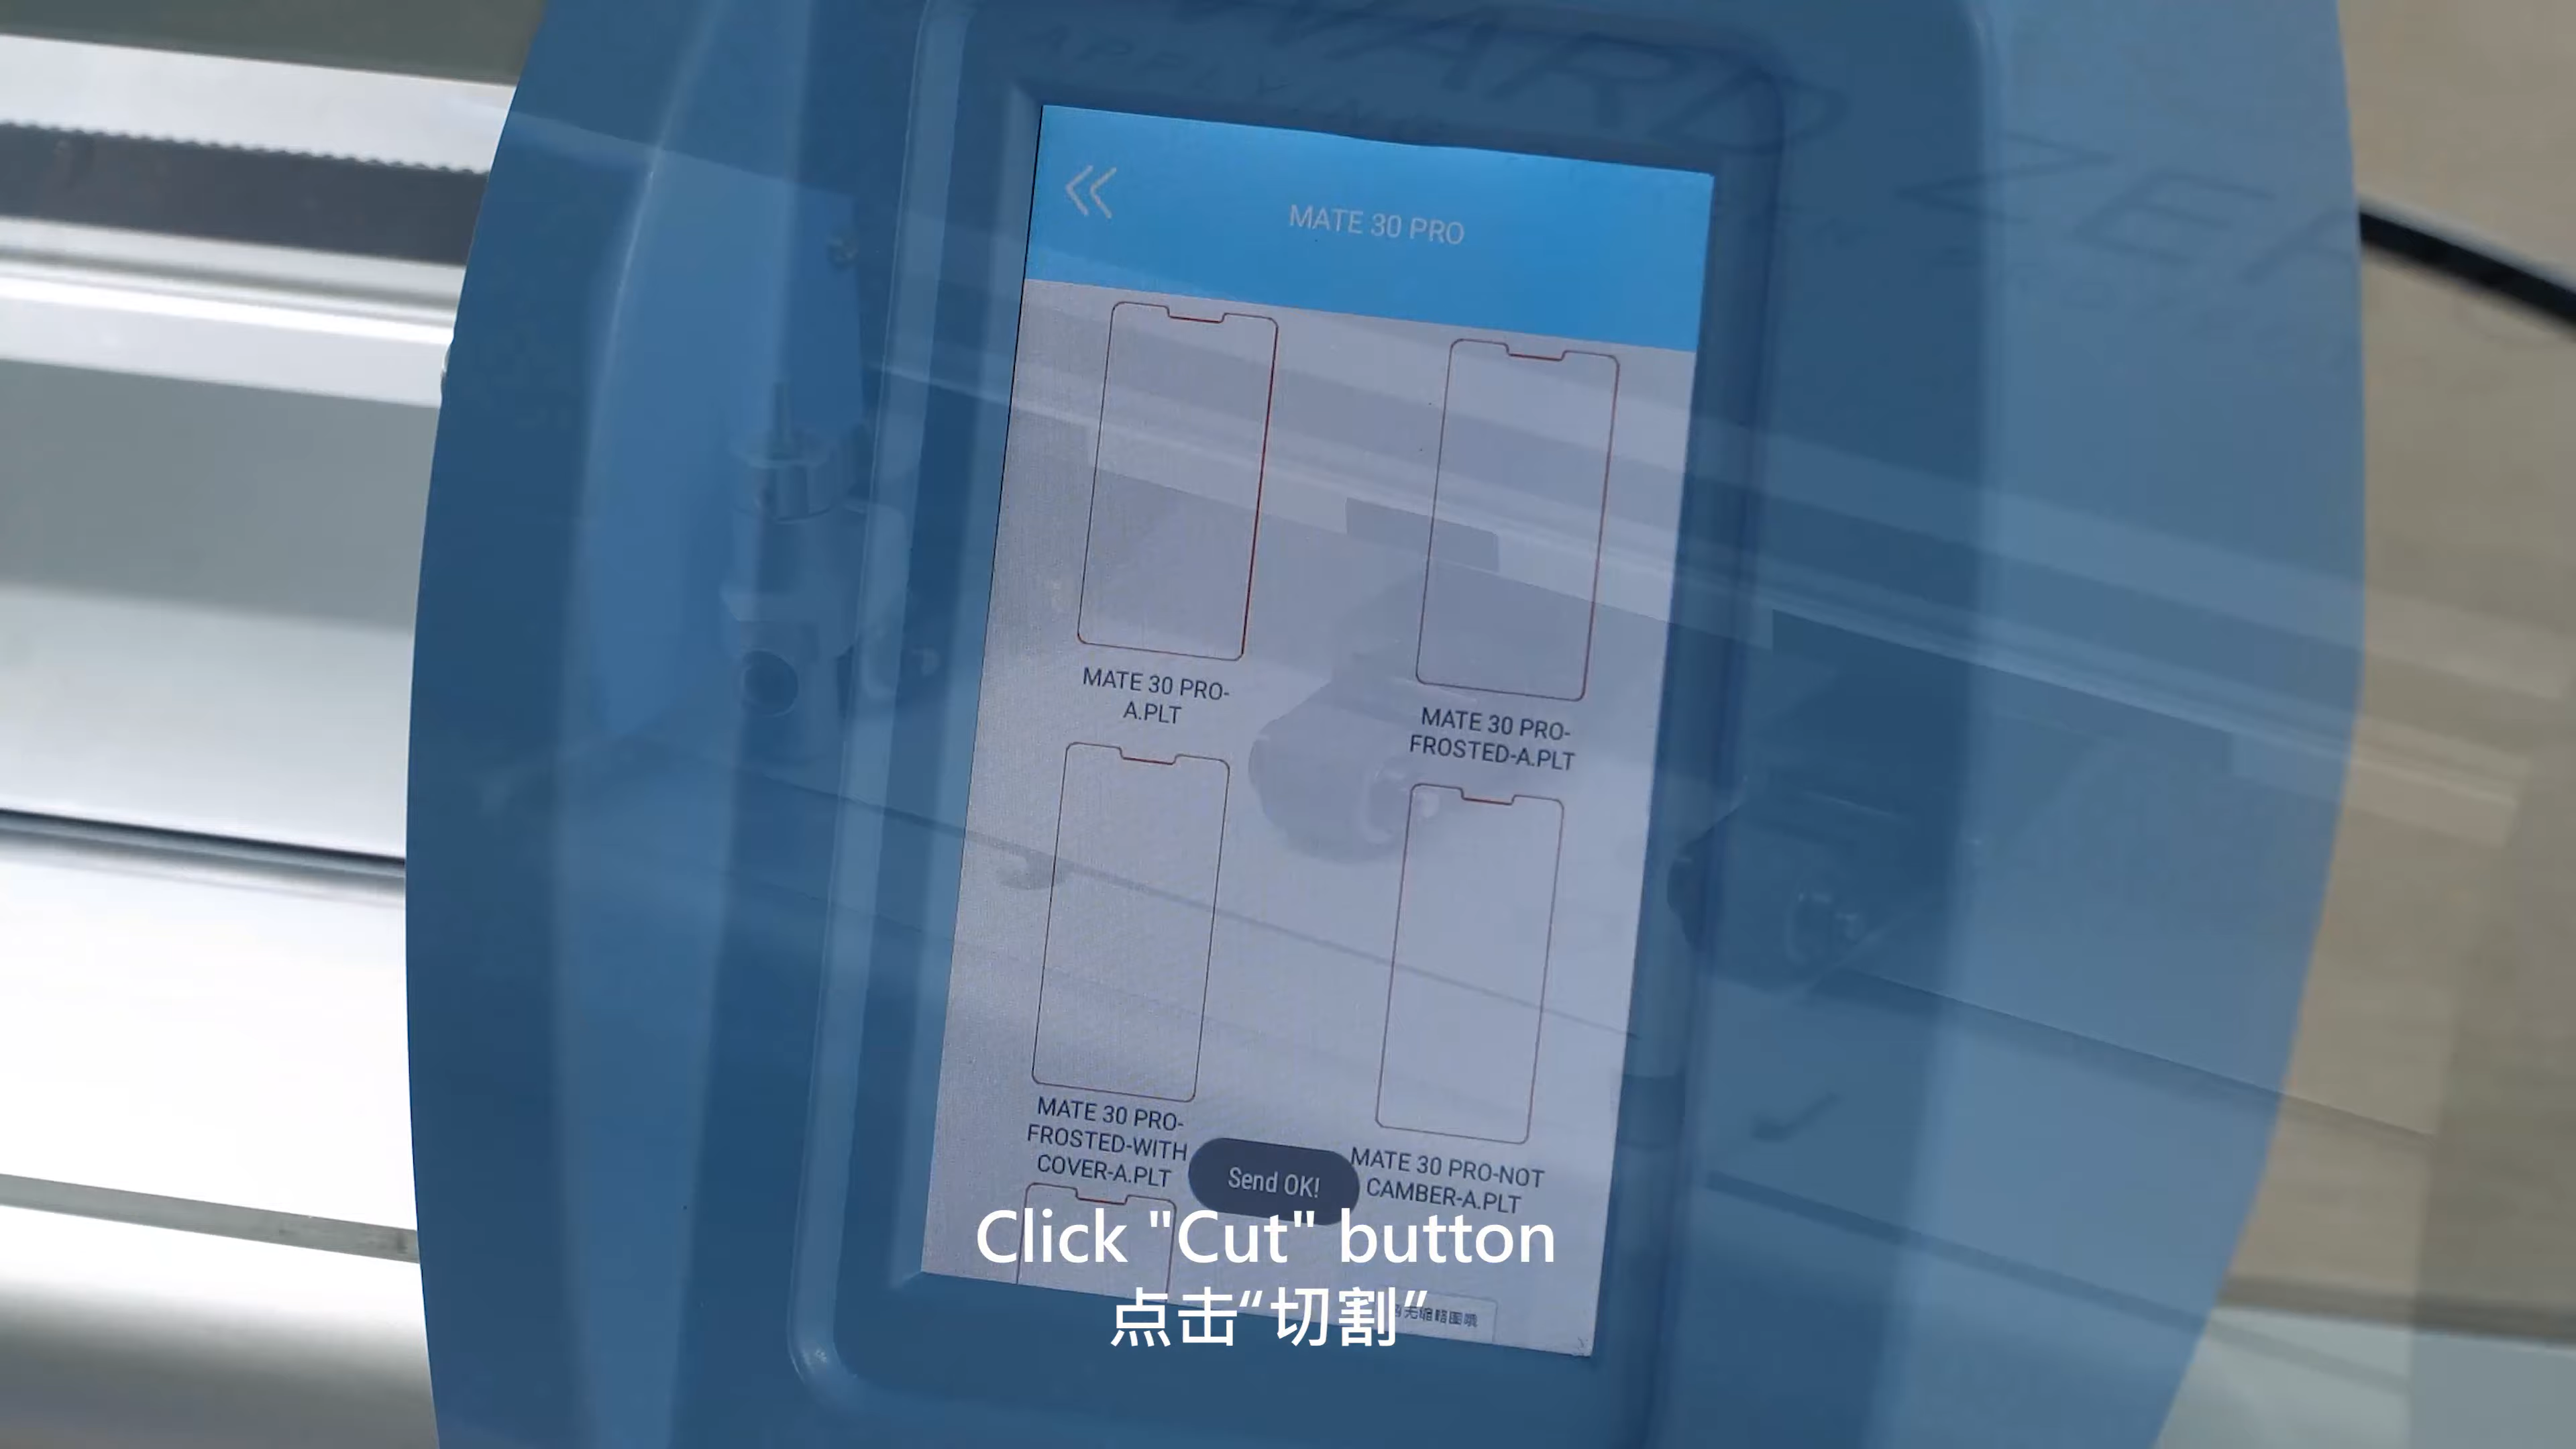 MATE 30 PRO
MATE 30 PRO-
A.PLT
MATE 30 PRO-
FROSTED-A.PLT
MATE 30 PRO-
FROSTED-WITH
COVER-A.PLT
MATE 30 PRO-NOT
CAMBER-A.PLT
Send OK!
Click "Cut" button
点击“切割”